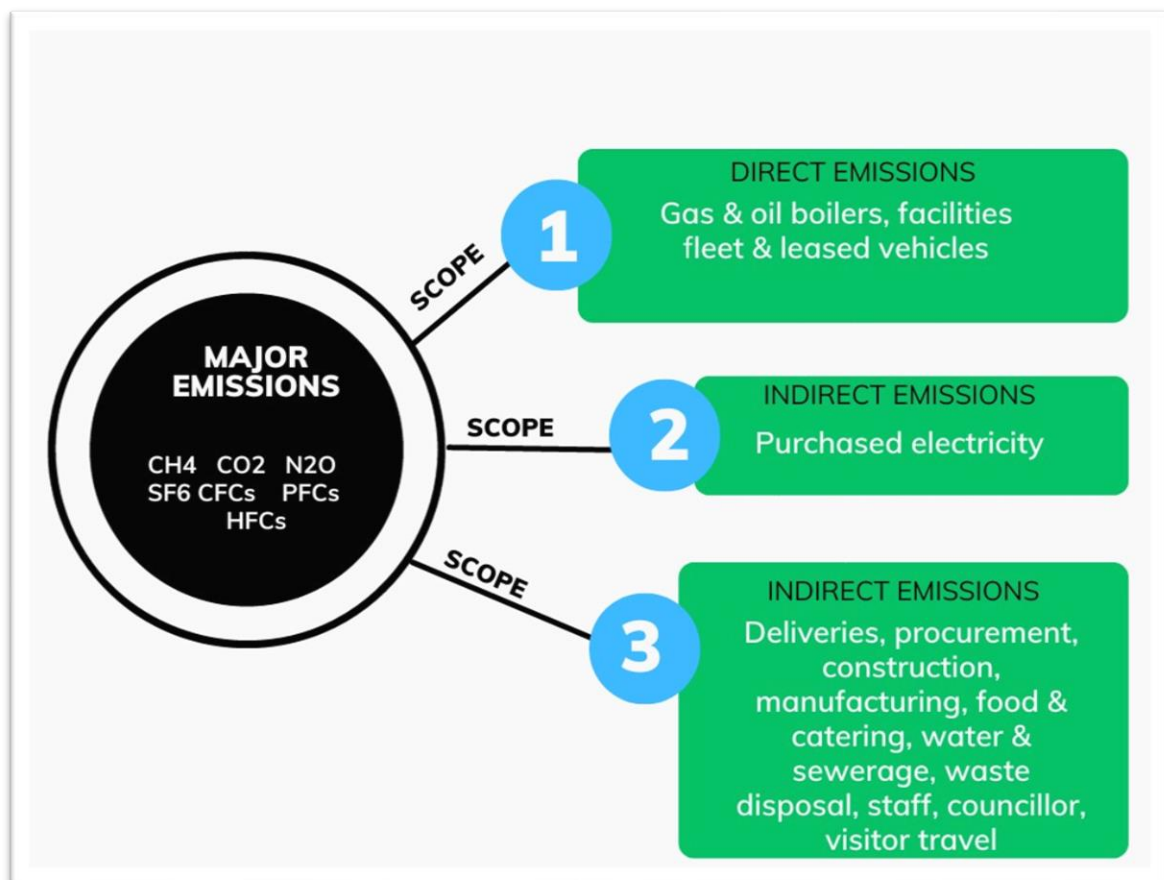 MAJOR
EMISSIONS
CH4 CO2 N2O
SF6 CFCs PFCs
HFCs
SCOPE
1
DIRECT EMISSIONS
Gas & oil boilers, facilities
fleet & leased vehicles
SCOPE
2
INDIRECT EMISSIONS
Purchased electricity
SCOPE
3
INDIRECT EMISSIONS
Deliveries, procurement,
construction,
manufacturing, food &
catering, water &
sewerage, waste
disposal, staff, councillor,
visitor travel